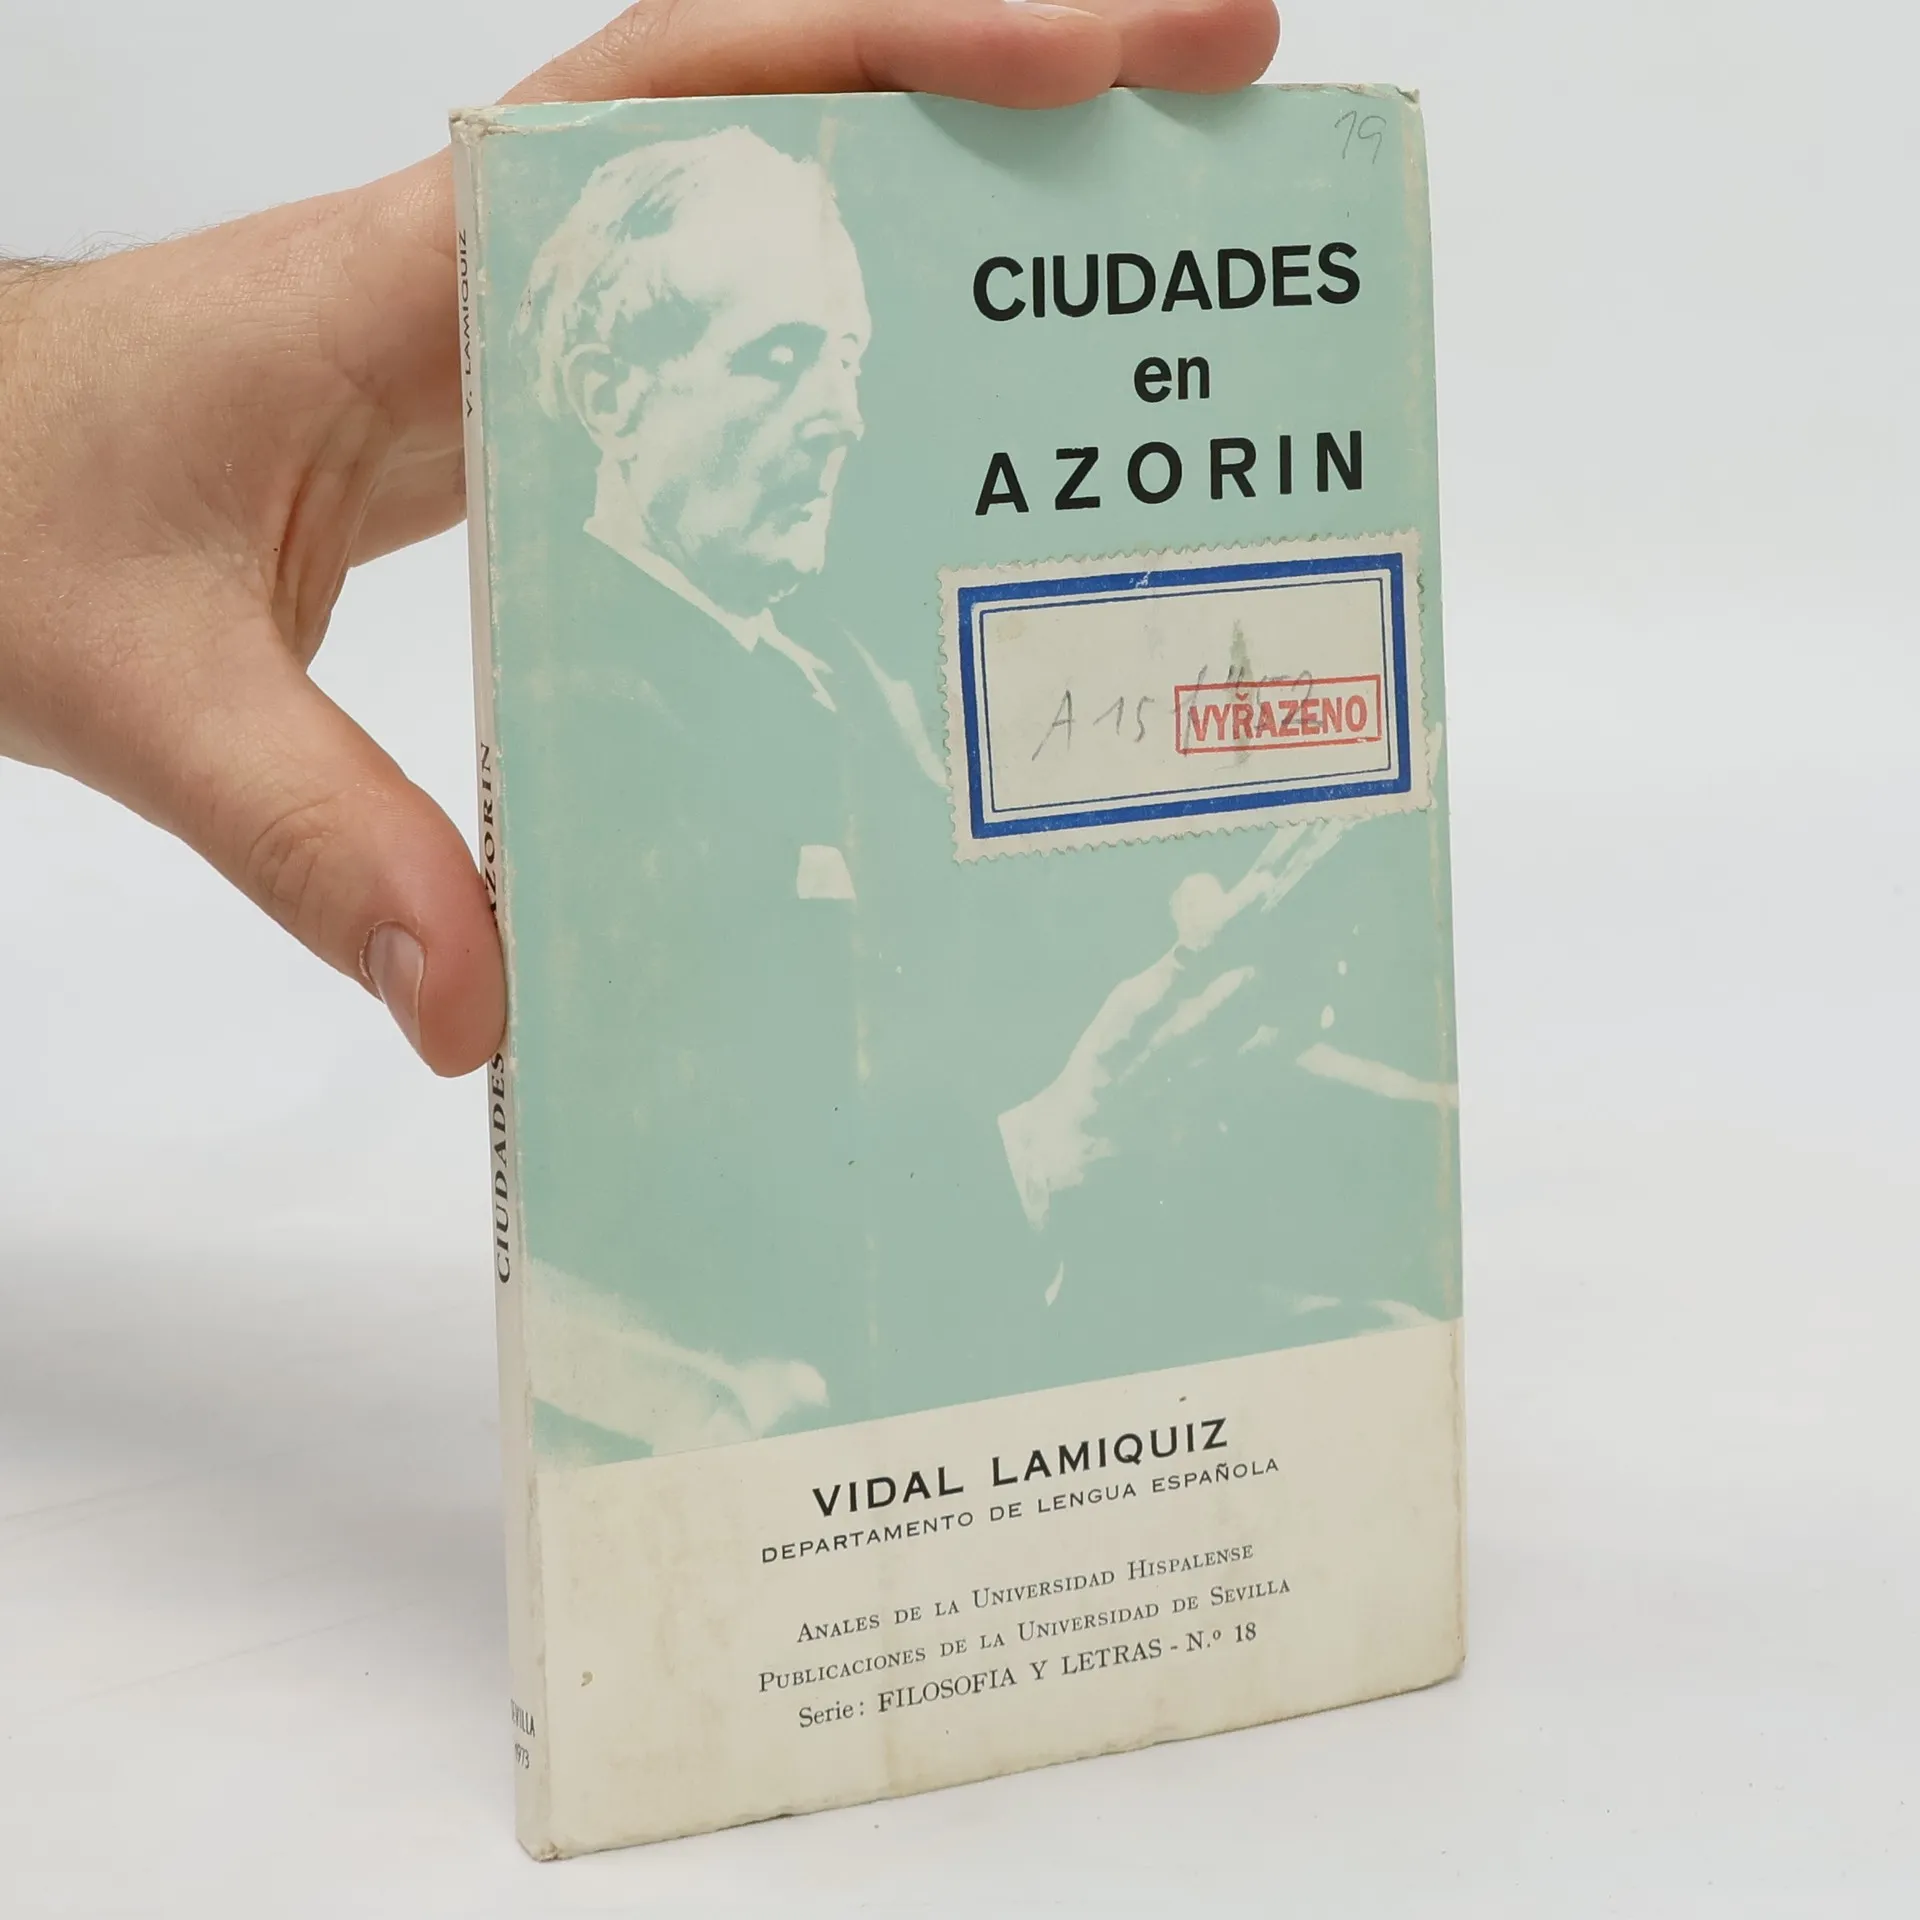 19
CIUDADES
en
AZORIN
A 15
VYŘAZENO
VIDAL LAMIQUIZ
DEPARTAMENTO DE LENGUA ESPAÑOLA
ANALES DE LA UNIVERSIDAD HISPALENSE
PUBLICACIONES DE LA UNIVERSIDAD DE SEVILLA
Serie: FILOSOFIA Y LETRAS - N.º 18
V. LAMIQUIZ
CIUDADES AZORIN
SEVILLA
1973